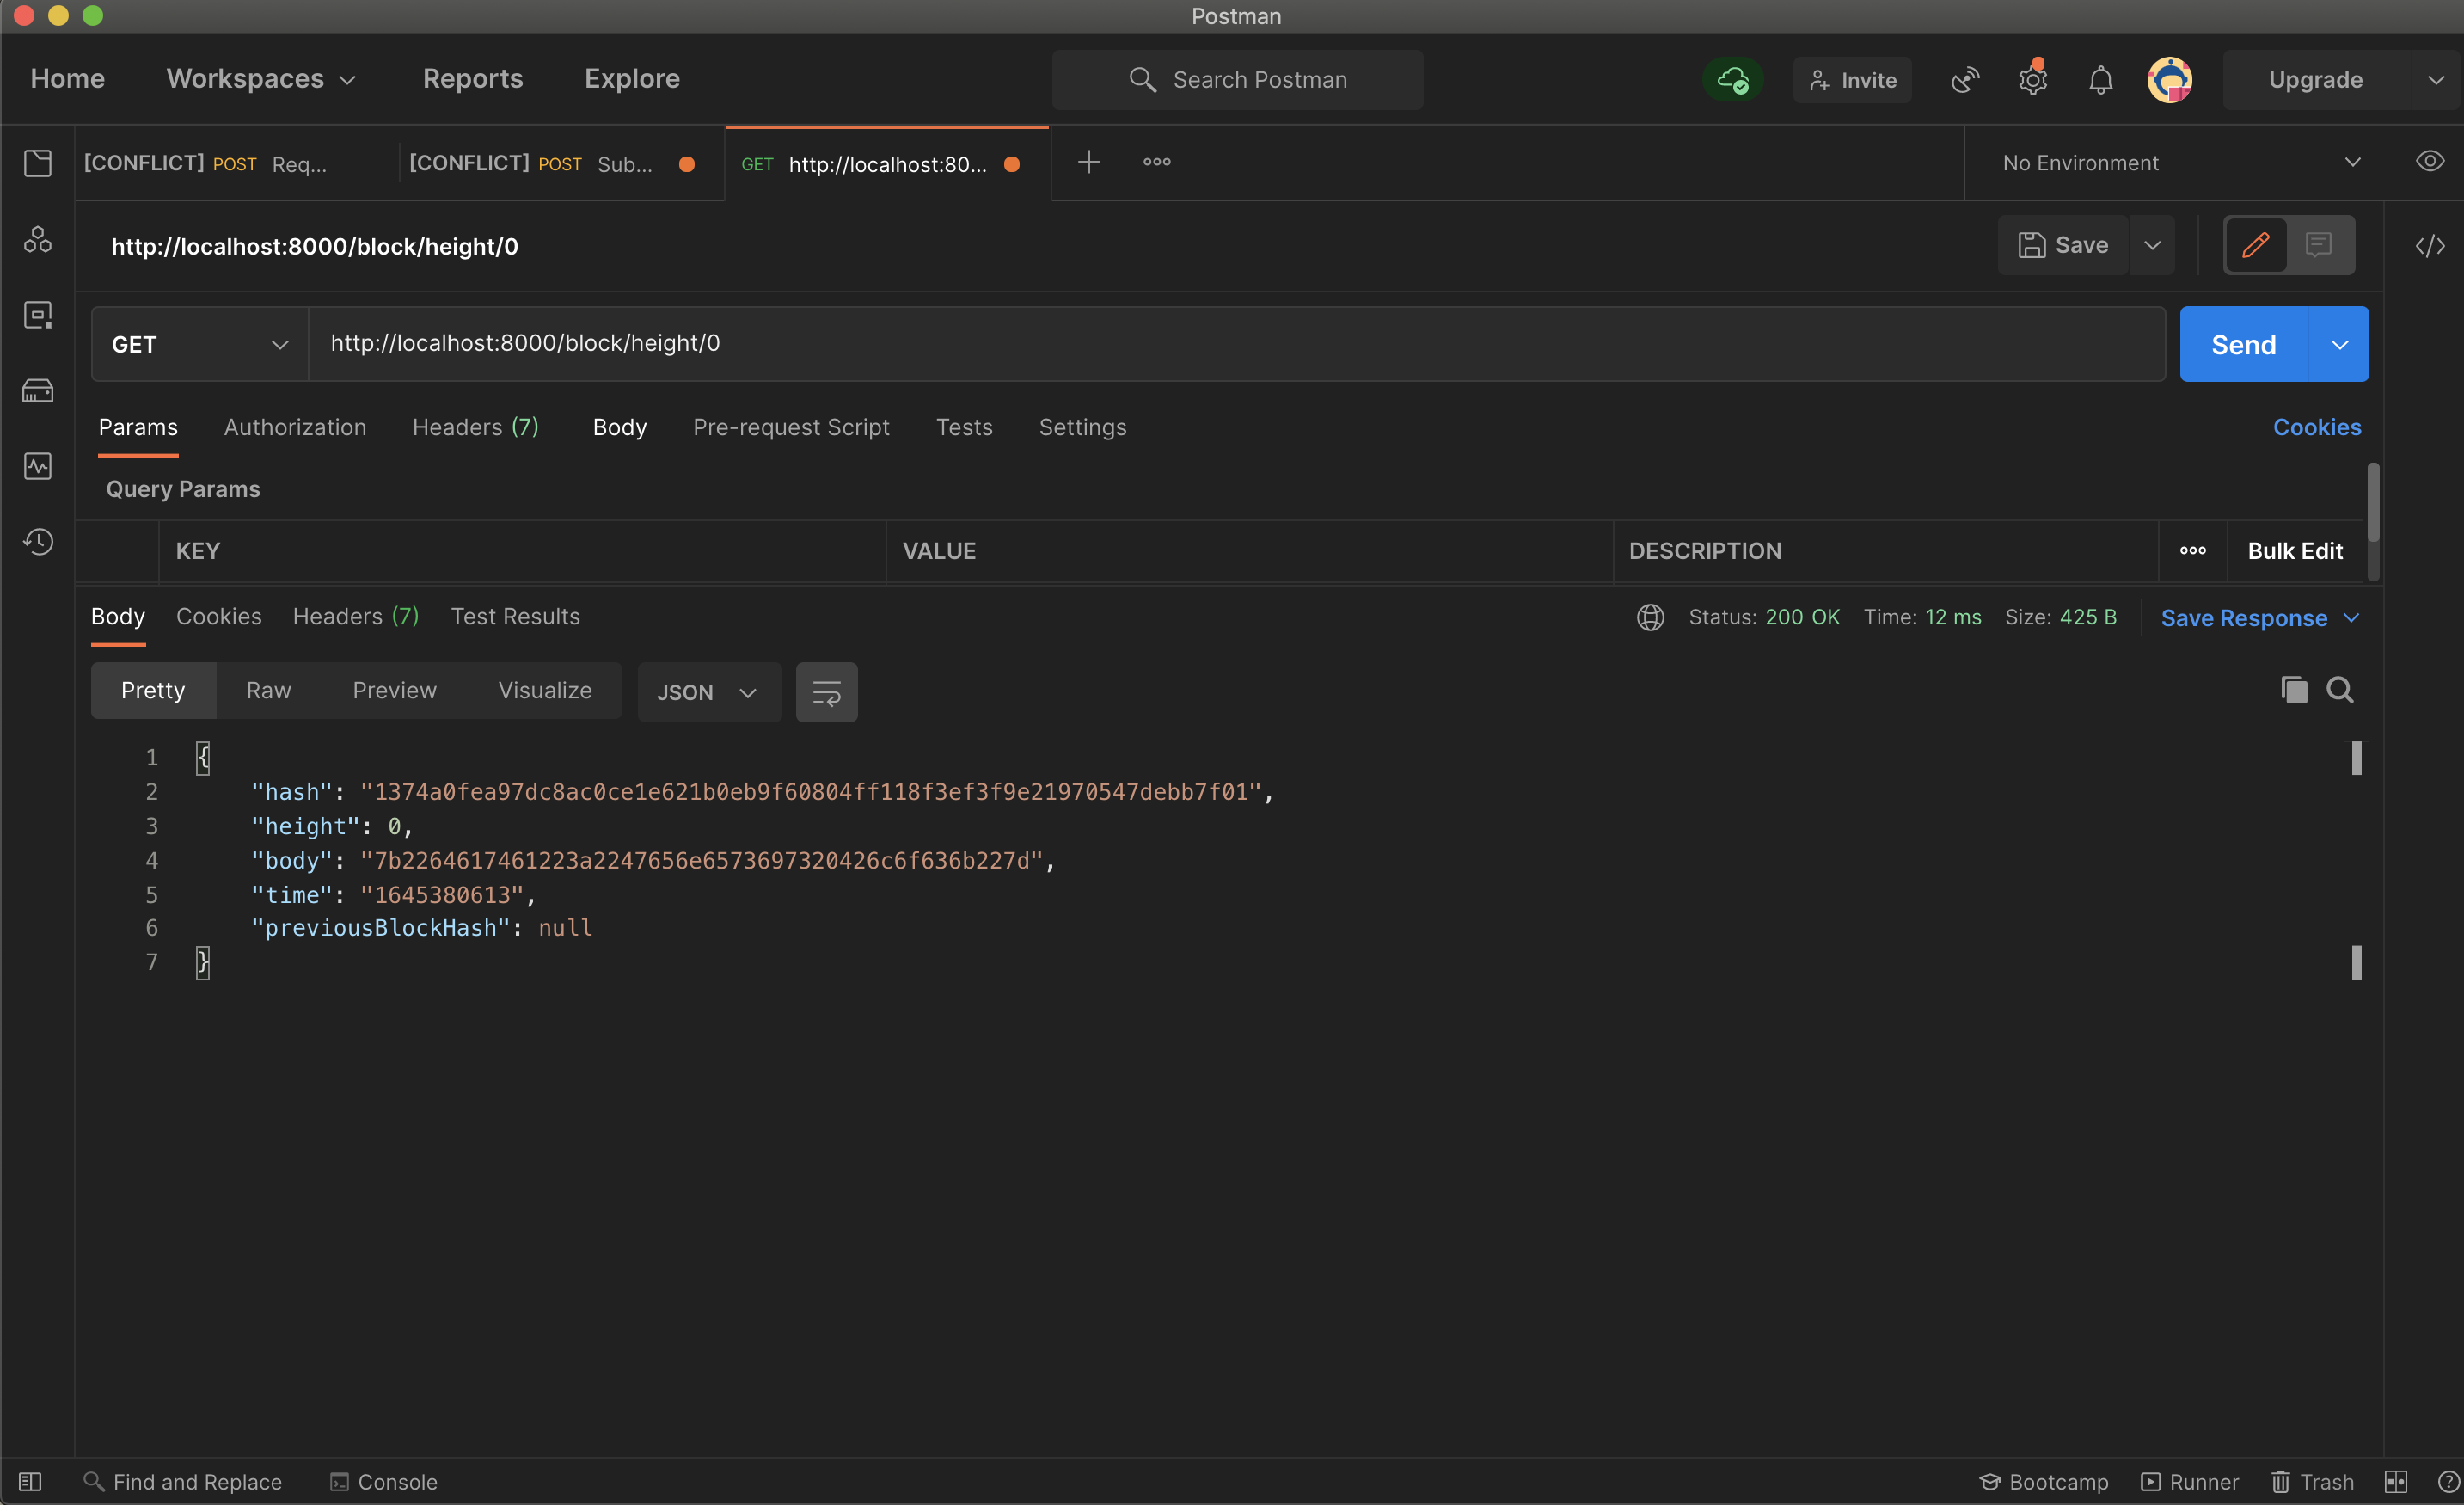 Postman
Home Workspaces Reports Explore Search Postman Invite Upgrade
[CONFLICT] POST Req... [CONFLICT] POST Sub... GET http://localhost:80... No Environment
http://localhost:8000/block/height/0 Save
GET http://localhost:8000/block/height/0 Send
Params Authorization Headers (7) Body Pre-request Script Tests Settings Cookies
Query Params
KEY VALUE DESCRIPTION Bulk Edit
Body Cookies Headers (7) Test Results Status: 200 OK Time: 12 ms Size: 425 B Save Response
Pretty Raw Preview Visualize JSON
1 {
2 "hash": "1374a0fea97dc8ac0ce1e621b0eb9f60804ff118f3ef3f9e21970547debb7f01",
3 "height": 0,
4 "body": "7b2264617461223a2247656e6573697320426c6f636b227d",
5 "time": "1645380613",
6 "previousBlockHash": null
7 }
Find and Replace Console Bootcamp Runner Trash